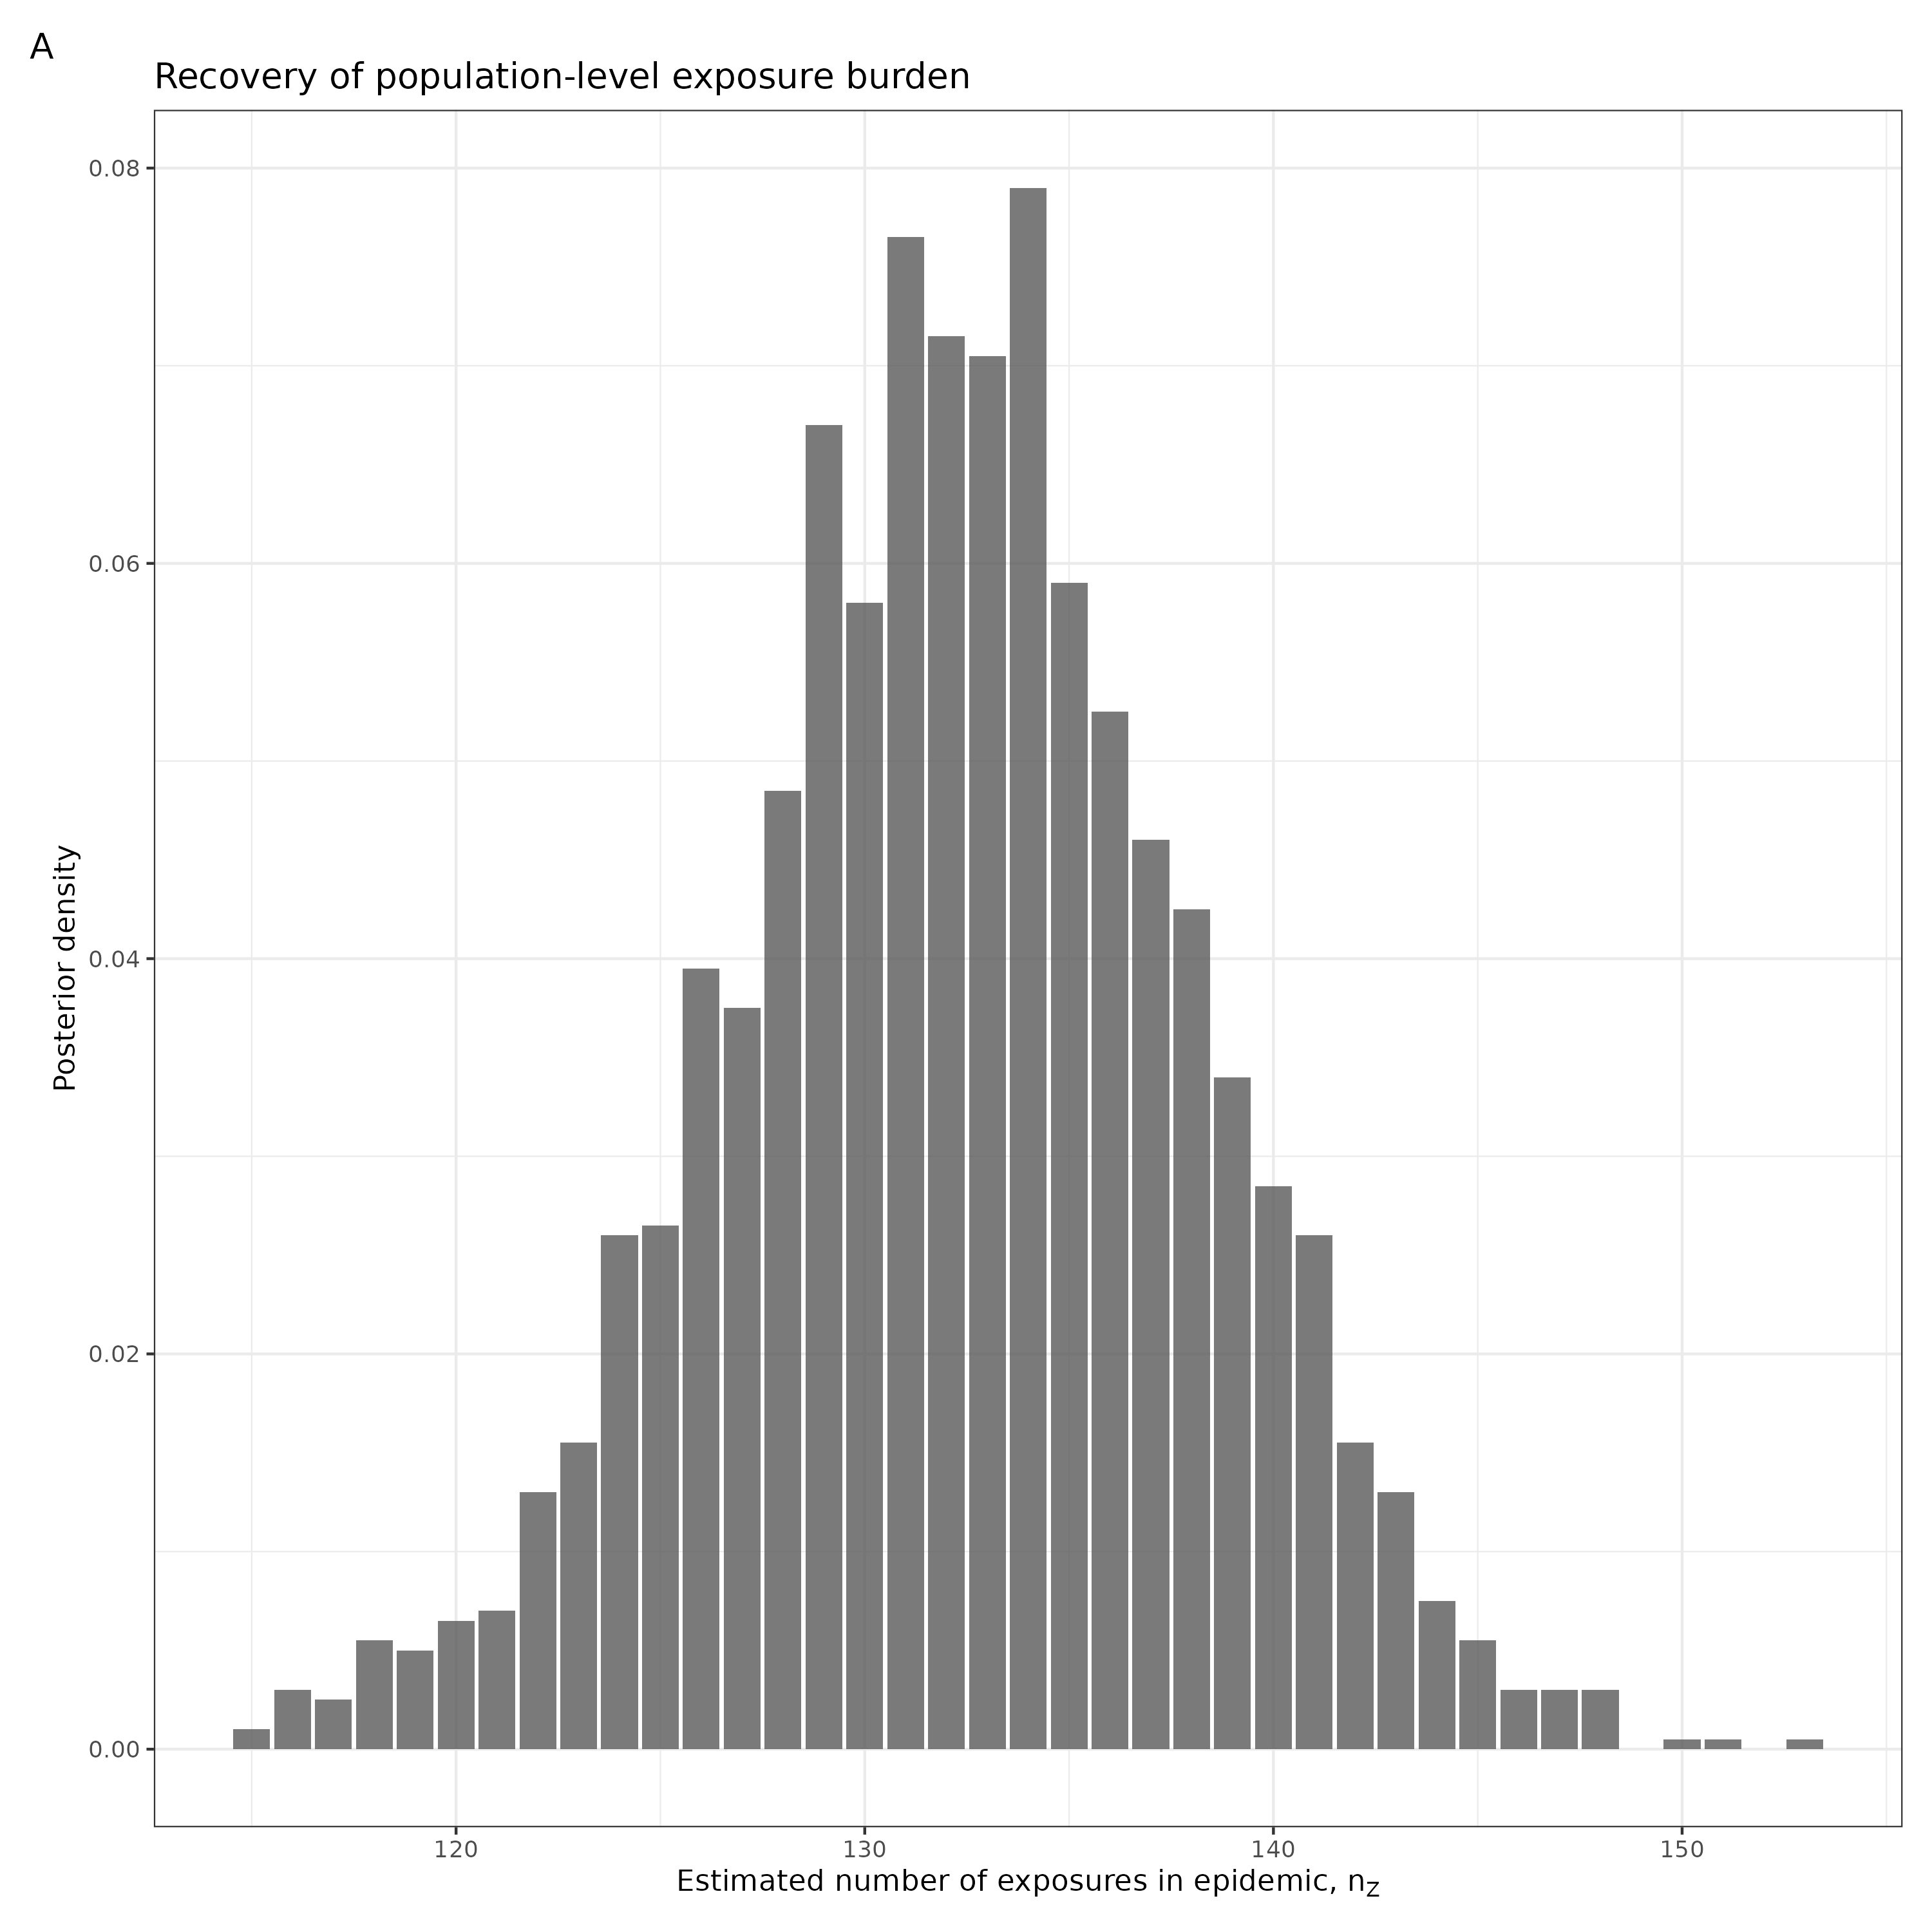 A
Recovery of population-level exposure burden
0.08
0.06
0.04
0.02
0.00
Posterior density
120 130 140 150
Estimated number of exposures in epidemic, nZ